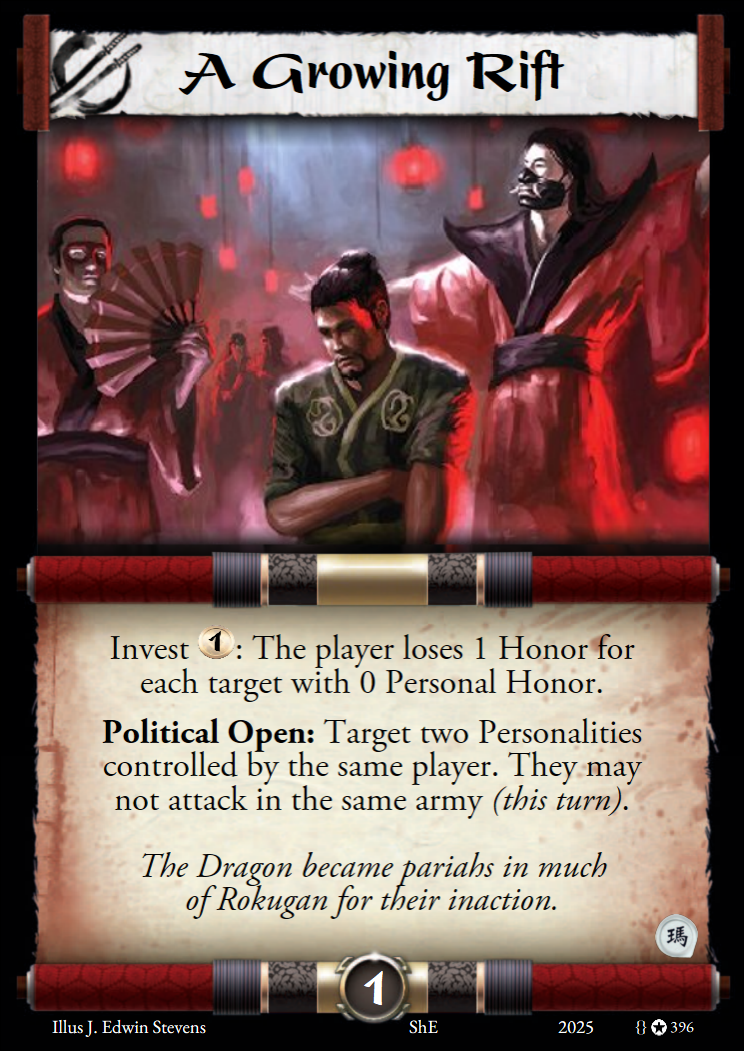 A Growing Rift
Invest 1: The player loses 1 Honor for
each target with 0 Personal Honor.
Political Open: Target two Personalities
controlled by the same player. They may
not attack in the same army (this turn).
The Dragon became pariahs in much
of Rokugan for their inaction.
瑪
1
Illus J. Edwin Stevens ShE 2025 {} ✪ 396